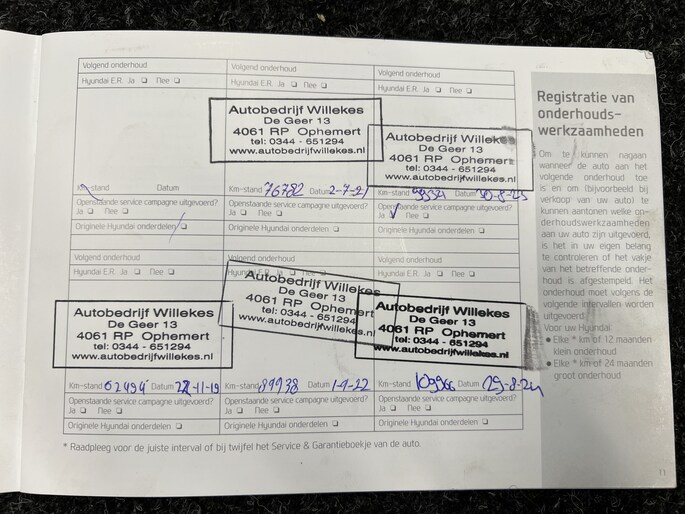 Volgend onderhoud
Hyundai E.R. Ja ❏ Nee ❏
Km-stand Datum
Openstaande service campagne uitgevoerd?
Ja ❏ Nee ❏
Originele Hyundai onderdelen ❏
Volgend onderhoud
Hyundai E.R. Ja ❏ Nee ❏
Autobedrijf Willekes
De Geer 13
4061 RP Ophemert
tel: 0344 - 651294
www.autobedrijfwillekes.nl
Km-stand 76782 Datum 2-7-21
Openstaande service campagne uitgevoerd?
Ja ❏ Nee ❏
Originele Hyundai onderdelen ❏
Volgend onderhoud
Hyundai E.R. Ja ❏ Nee ❏
Autobedrijf Willekes
De Geer 13
4061 RP Ophemert
tel: 0344 - 651294
www.autobedrijfwillekes.nl
Km-stand 99321 Datum 30-8-23
Openstaande service campagne uitgevoerd?
Ja ✓ Nee ❏
Originele Hyundai onderdelen ❏
Volgend onderhoud
Hyundai E.R. Ja ❏ Nee ❏
Autobedrijf Willekes
De Geer 13
4061 RP Ophemert
tel: 0344 - 651294
www.autobedrijfwillekes.nl
Km-stand 62494 Datum 22-11-19
Openstaande service campagne uitgevoerd?
Ja ❏ Nee ❏
Originele Hyundai onderdelen ❏
Volgend onderhoud
Hyundai E.R. Ja ❏ Nee ❏
Autobedrijf Willekes
De Geer 13
4061 RP Ophemert
tel: 0344 - 651294
www.autobedrijfwillekes.nl
Km-stand 89938 Datum 1-9-22
Openstaande service campagne uitgevoerd?
Ja ❏ Nee ❏
Originele Hyundai onderdelen ❏
Volgend onderhoud
Hyundai E.R. Ja ❏ Nee ❏
Autobedrijf Willekes
De Geer 13
4061 RP Ophemert
tel: 0344 - 651294
www.autobedrijfwillekes.nl
Km-stand 109966 Datum 29-8-24
Openstaande service campagne uitgevoerd?
Ja ❏ Nee ❏
Originele Hyundai onderdelen ❏
* Raadpleeg voor de juiste interval of bij twijfel het Service & Garantieboekje van de auto.
Registratie van
onderhouds-
werkzaamheden
Om te kunnen nagaan
wanneer de auto aan het
volgende onderhoud toe
is en om (bijvoorbeeld bij
verkoop van uw auto) te
kunnen aantonen welke on-
derhoudswerkzaamheden
aan uw auto zijn uitgevoerd,
is het in uw eigen belang
te controleren of het vakje
van het betreffende onder-
houd is afgestempeld. Het
onderhoud moet volgens de
volgende intervallen worden
uitgevoerd:
Voor uw Hyundai
● Elke * km of 12 maanden
klein onderhoud
● Elke * km of 24 maanden
groot onderhoud
11